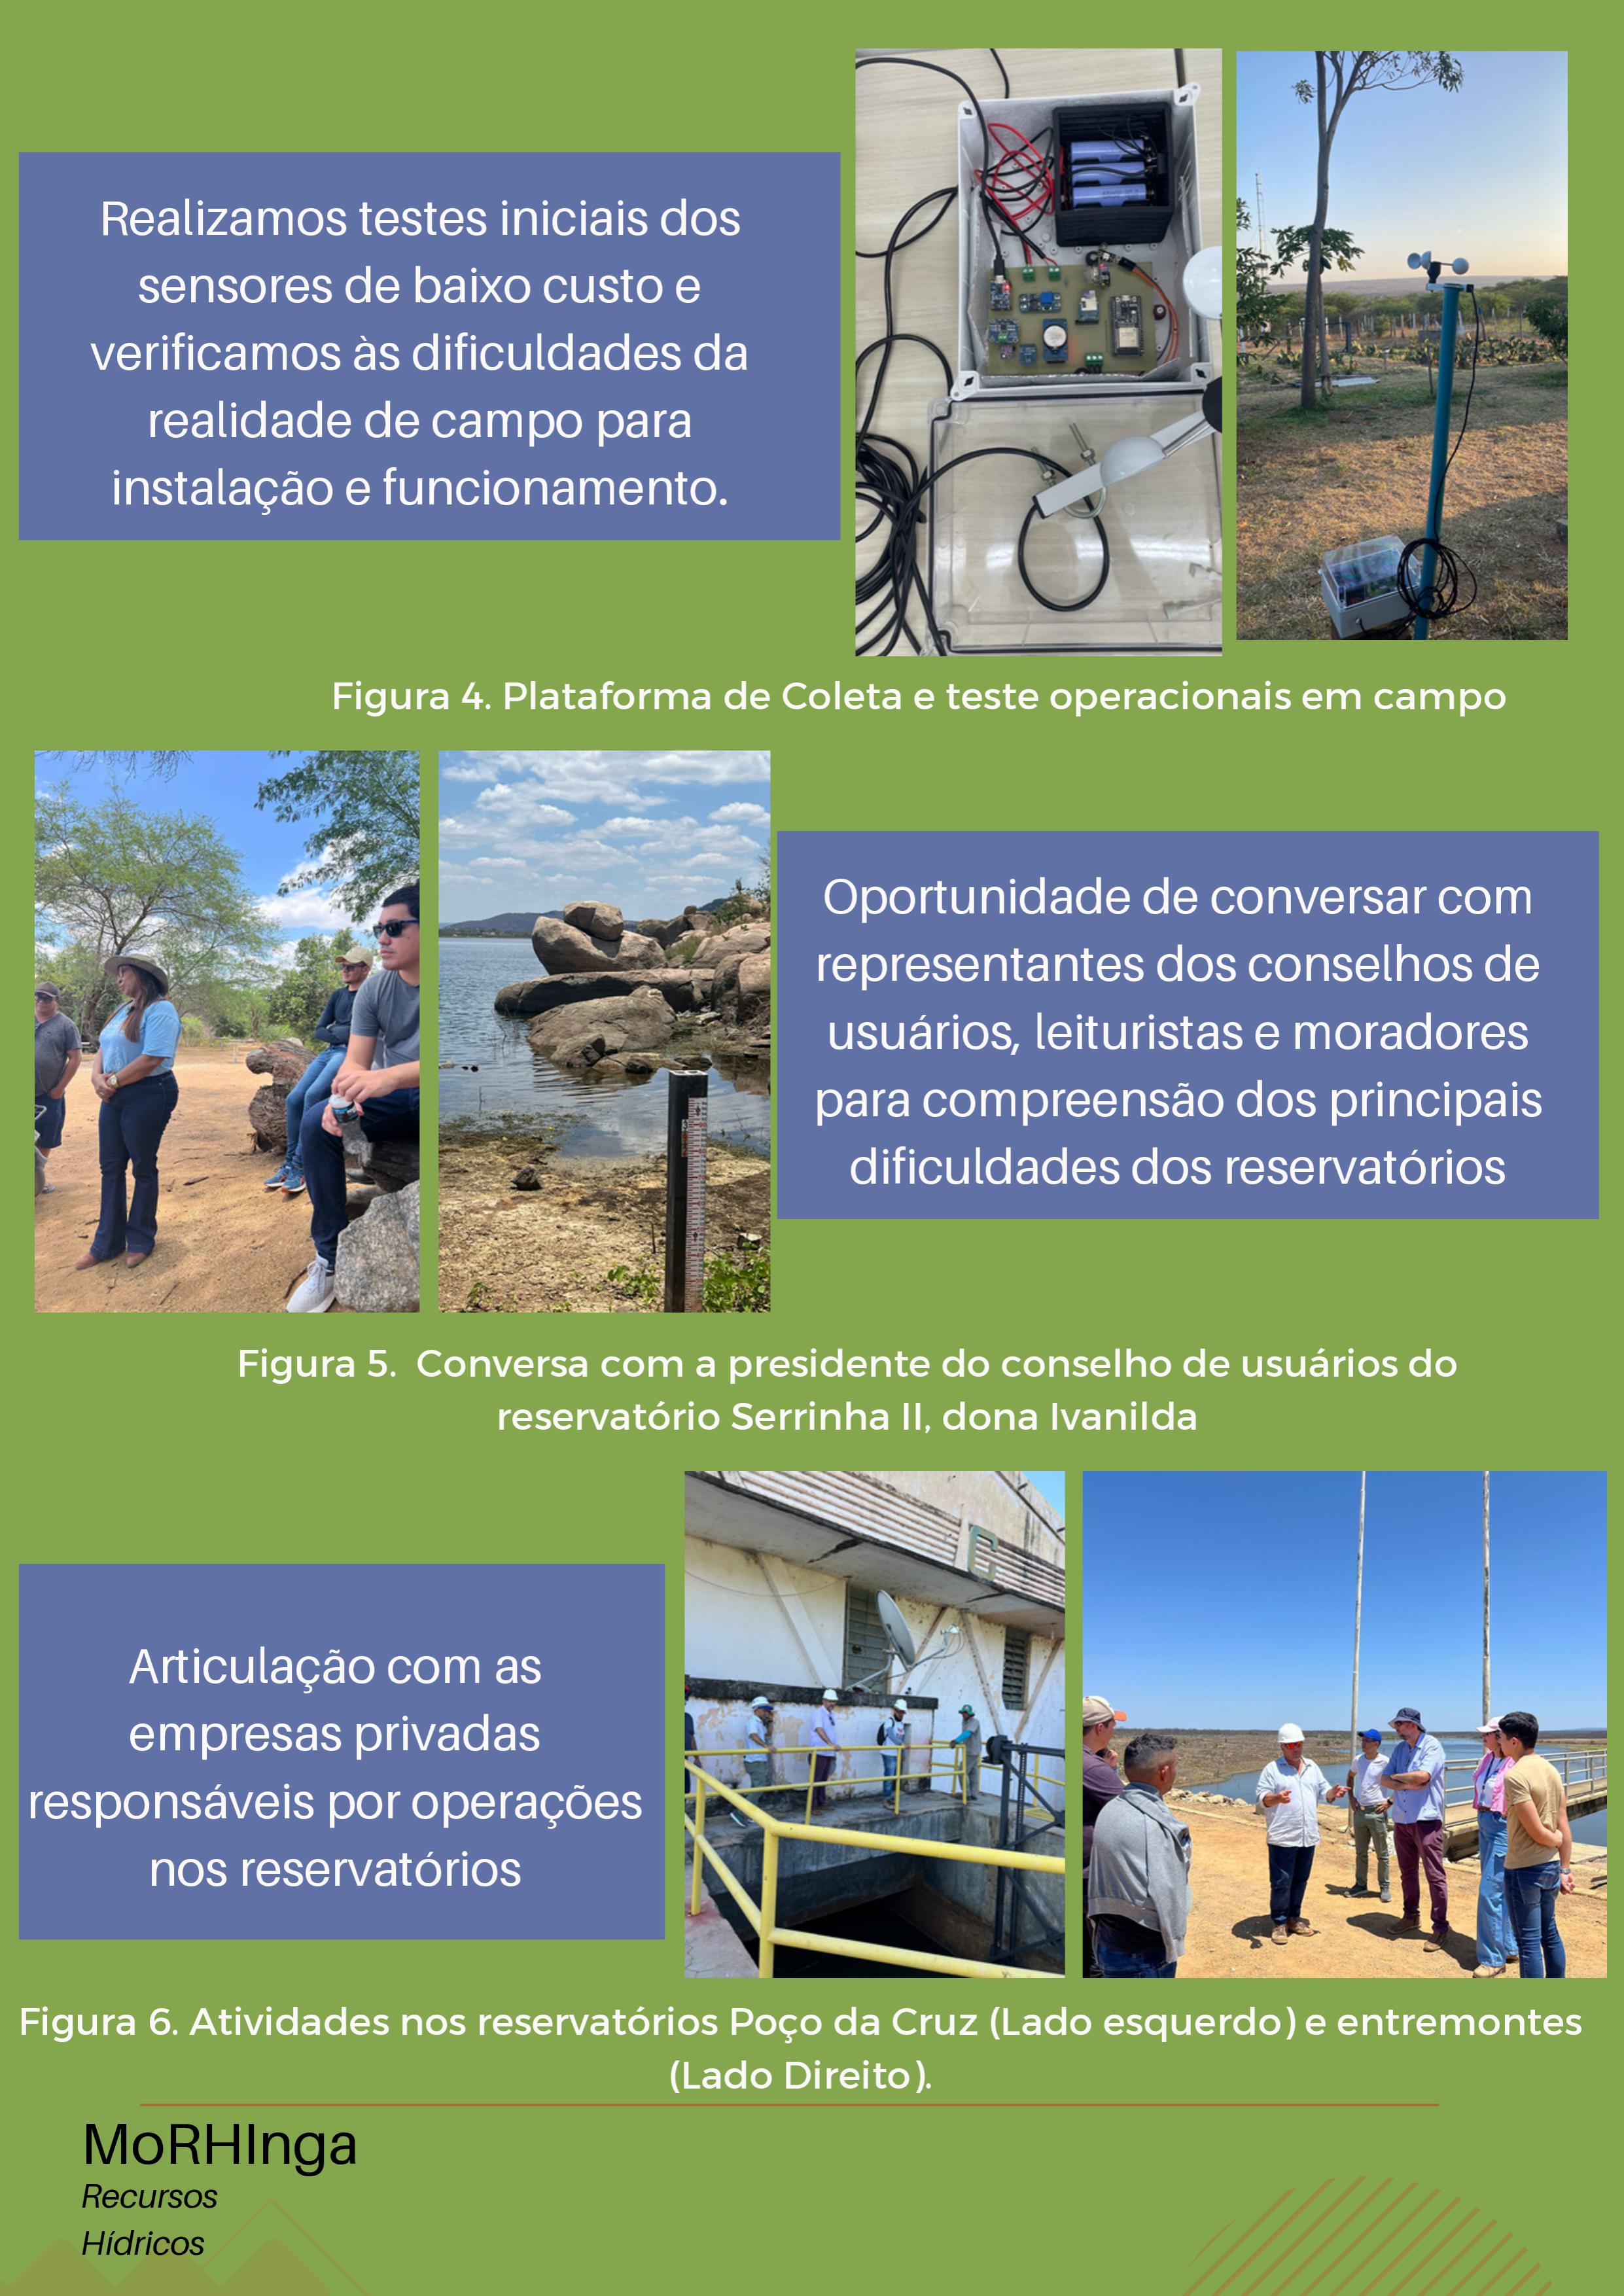 Realizamos testes iniciais dos
sensores de baixo custo e
verificamos às dificuldades da
realidade de campo para
instalação e funcionamento.
Figura 4. Plataforma de Coleta e teste operacionais em campo
Oportunidade de conversar com
representantes dos conselhos de
usuários, leituristas e moradores
para compreensão dos principais
dificuldades dos reservatórios
Figura 5.  Conversa com a presidente do conselho de usuários do
reservatório Serrinha II, dona Ivanilda
Articulação com as
empresas privadas
responsáveis por operações
nos reservatórios
Figura 6. Atividades nos reservatórios Poço da Cruz (Lado esquerdo) e entremontes
(Lado Direito).
MoRHInga
Recursos
Hídricos